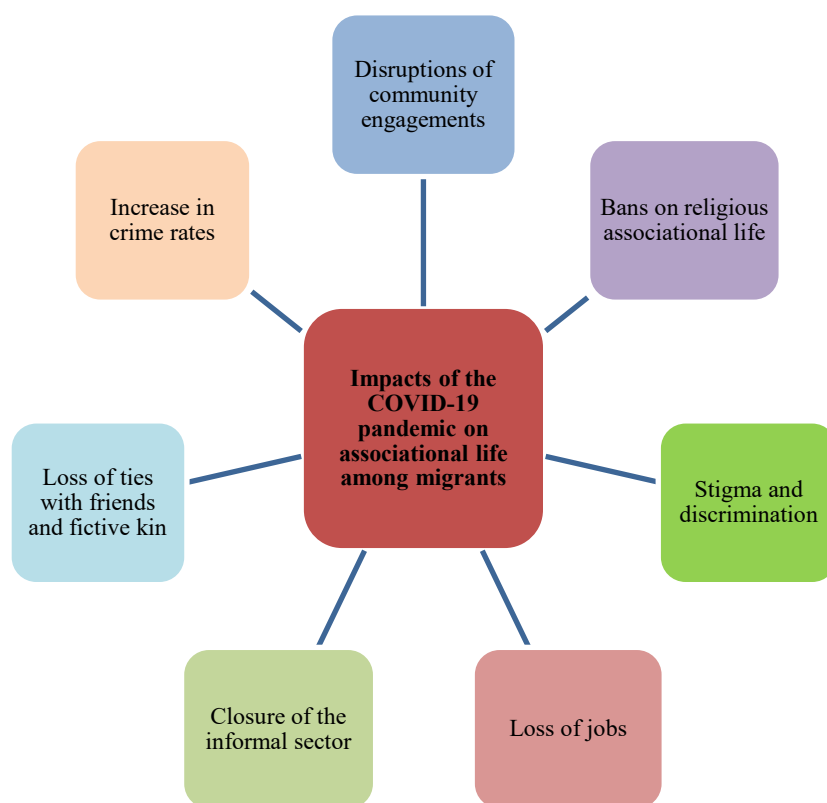 Disruptions of
community
engagements
Increase in
crime rates
Bans on religious
associational life
Impacts of the
COVID-19
pandemic on
associational life
among migrants
Loss of ties
with friends
and fictive kin
Stigma and
discrimination
Closure of the
informal sector
Loss of jobs